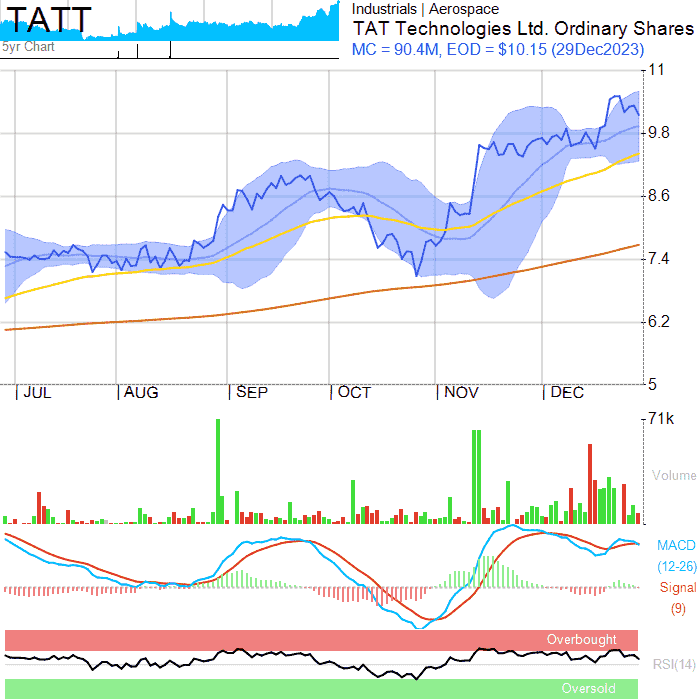 TATT
5yr Chart
Industrials | Aerospace
TAT Technologies Ltd. Ordinary Shares
MC = 90.4M, EOD = $10.15 (29Dec2023)
11
9.8
8.6
7.4
6.2
5
JUL
AUG
SEP
OCT
NOV
DEC
71k
Volume
MACD
(12-26)
Signal
(9)
Overbought
RSI(14)
Oversold